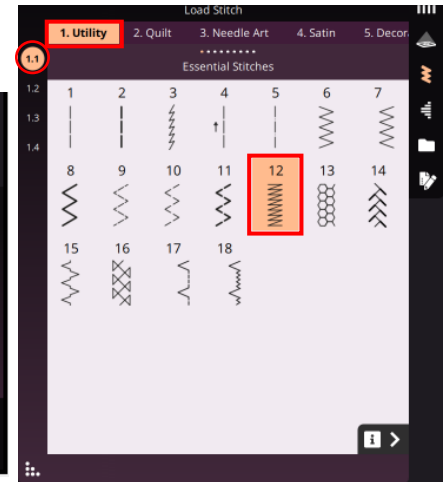 Load Stitch
1. Utility 2. Quilt 3. Needle Art 4. Satin 5. Decor
1.1
Essential Stitches
1.2
1 2 3 4 5 6 7
1.3
1.4
8 9 10 11 12 13 14
15 16 17 18
i